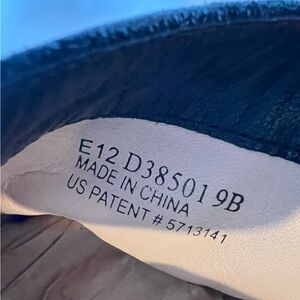 E12 D385019B
MADE IN CHINA
US PATENT # 5713141